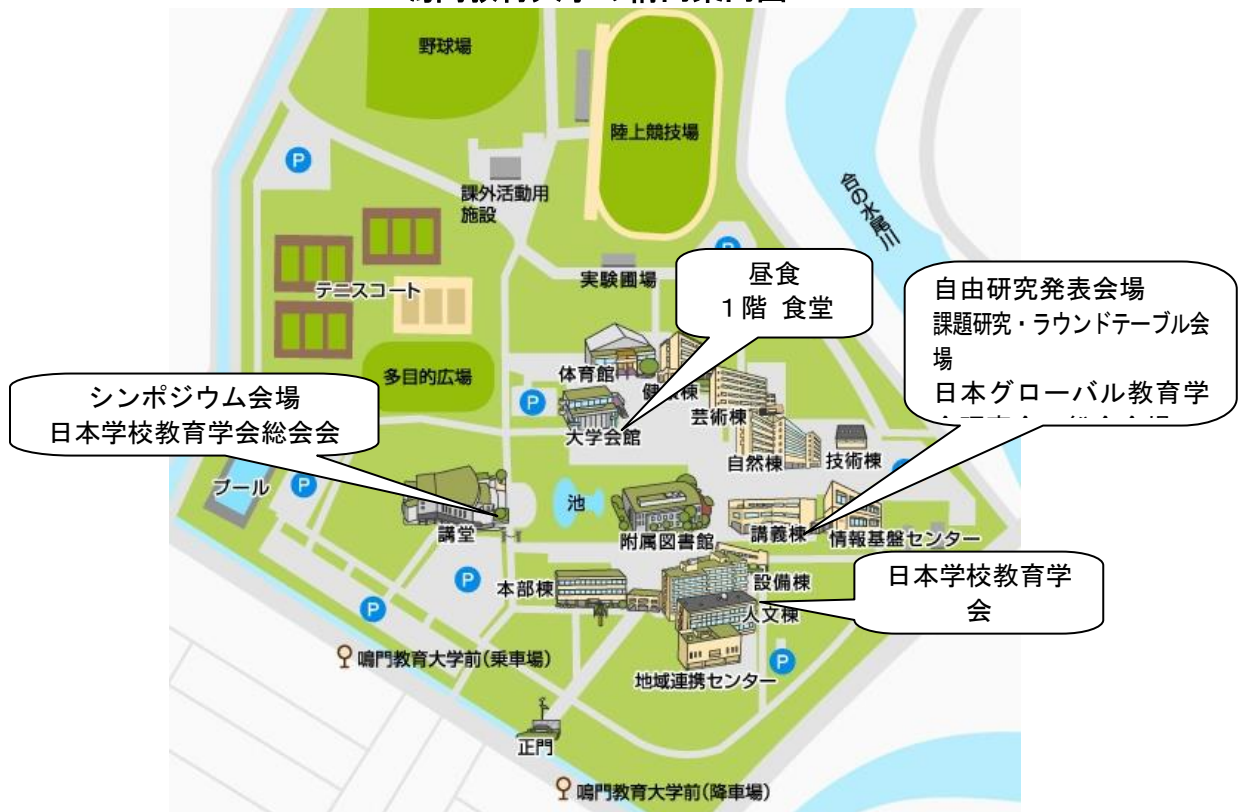 野球場
陸上競技場
P
課外活動用
施設
合の水尾川
P
実験圃場
テニスコート
昼食
１階 食堂
自由研究発表会場
課題研究・ラウンドテーブル会
場
日本グローバル教育学
体育館
多目的広場
シンポジウム会場
日本学校教育学会総会会
P
大学会館
芸術棟
自然棟
技術棟
プール
P
池
講堂
附属図書館
講義棟
情報基盤センター
P
本部棟
設備棟
日本学校教育学
会
人文棟
P
鳴門教育大学前(乗車場)
P
地域連携センター
正門
鳴門教育大学前(降車場)